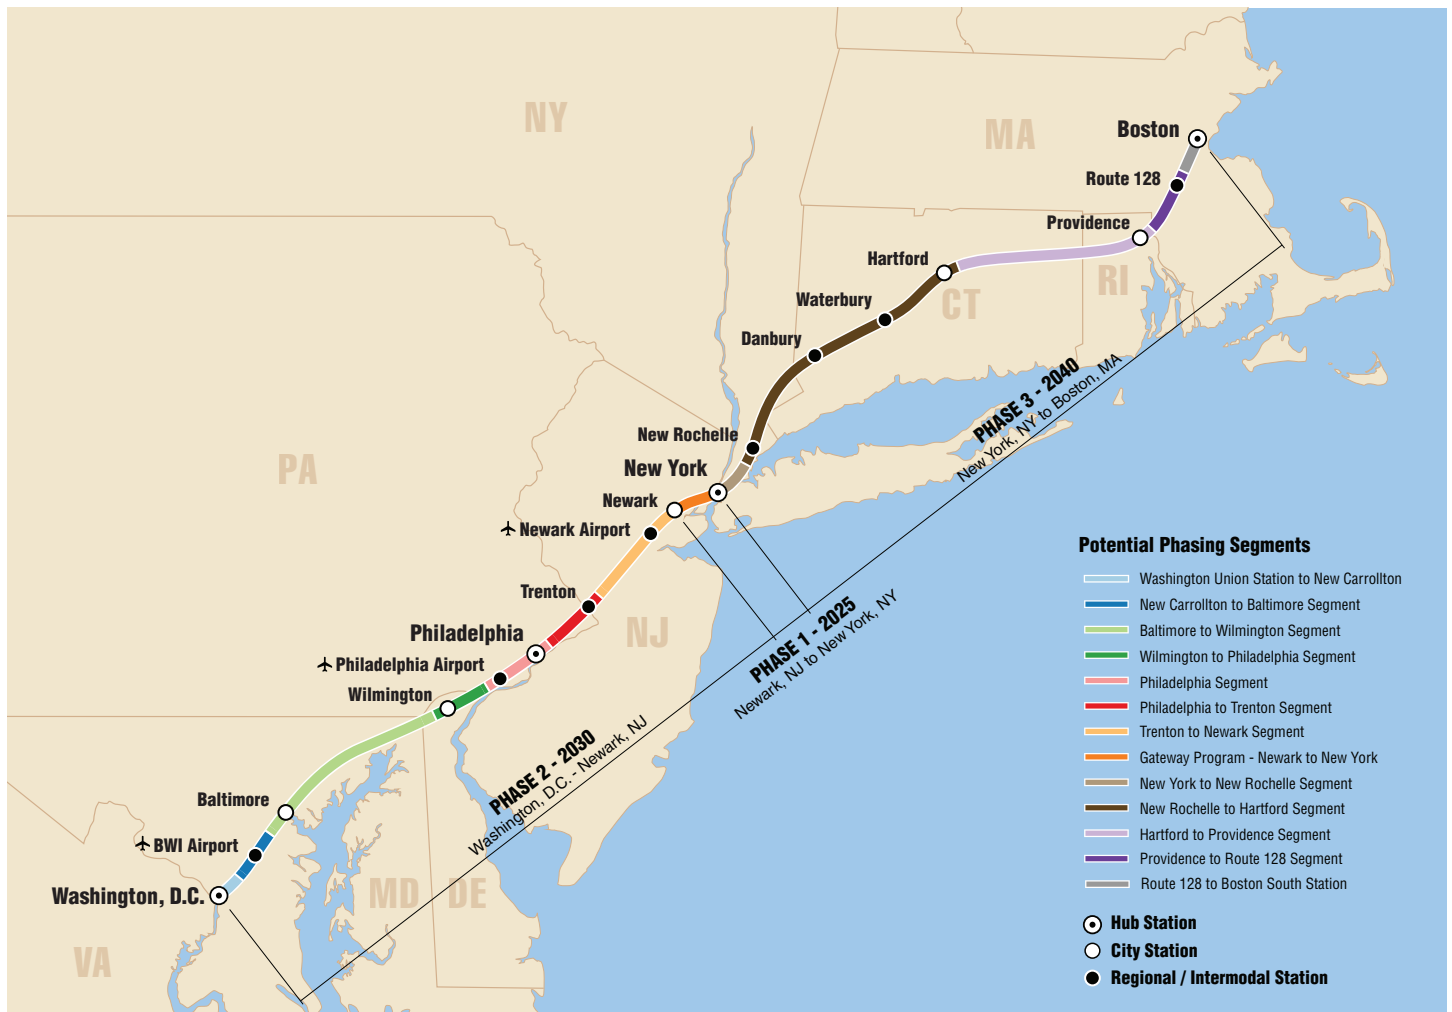 NY
MA
Boston
Route 128
Providence
Hartford
RI
CT
Waterbury
Danbury
PHASE 3 - 2040
New York, NY to Boston, MA
New Rochelle
New York
PA
Newark
Newark Airport
Trenton
NJ
Philadelphia
Philadelphia Airport
Wilmington
PHASE 1 - 2025
Newark, NJ to New York, NY
PHASE 2 - 2030
Washington, D.C. - Newark, NJ
Baltimore
BWI Airport
Washington, D.C.
MD
DE
VA
Potential Phasing Segments
Washington Union Station to New Carrollton
New Carrollton to Baltimore Segment
Baltimore to Wilmington Segment
Wilmington to Philadelphia Segment
Philadelphia Segment
Philadelphia to Trenton Segment
Trenton to Newark Segment
Gateway Program - Newark to New York
New York to New Rochelle Segment
New Rochelle to Hartford Segment
Hartford to Providence Segment
Providence to Route 128 Segment
Route 128 to Boston South Station
Hub Station
City Station
Regional / Intermodal Station